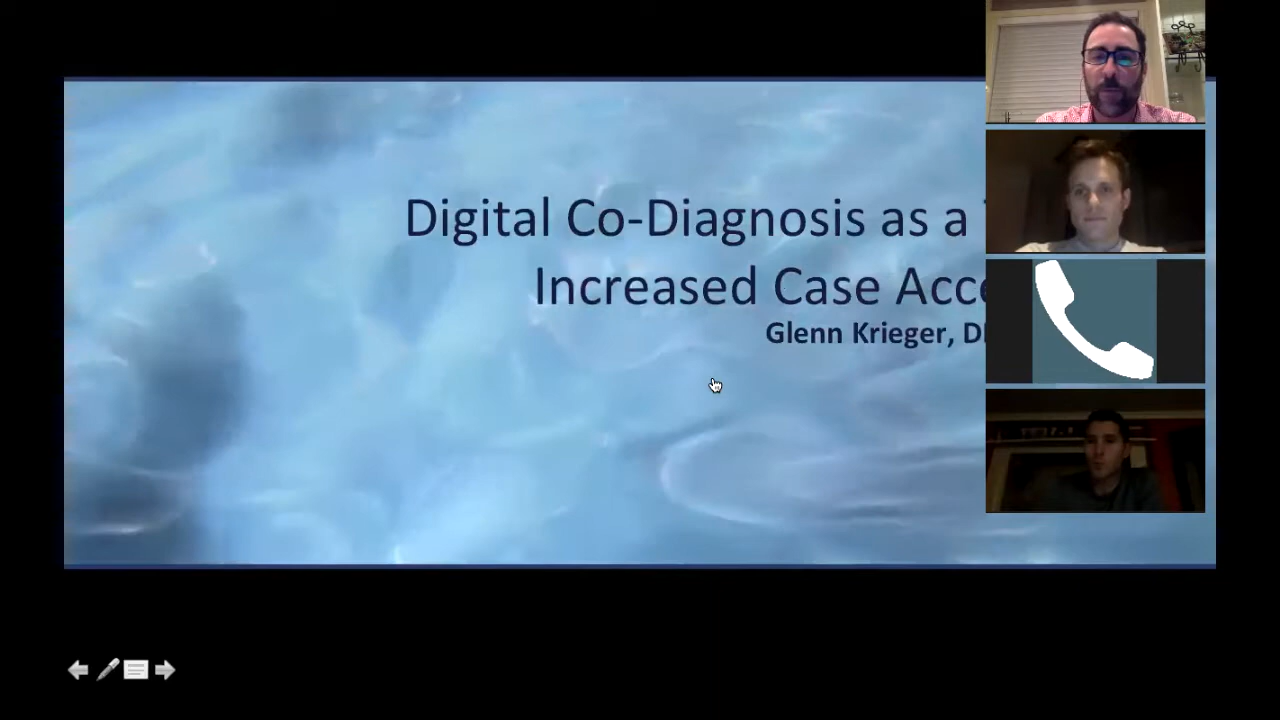 Digital Co-Diagnosis as a
Increased Case Acce
Glenn Krieger, D